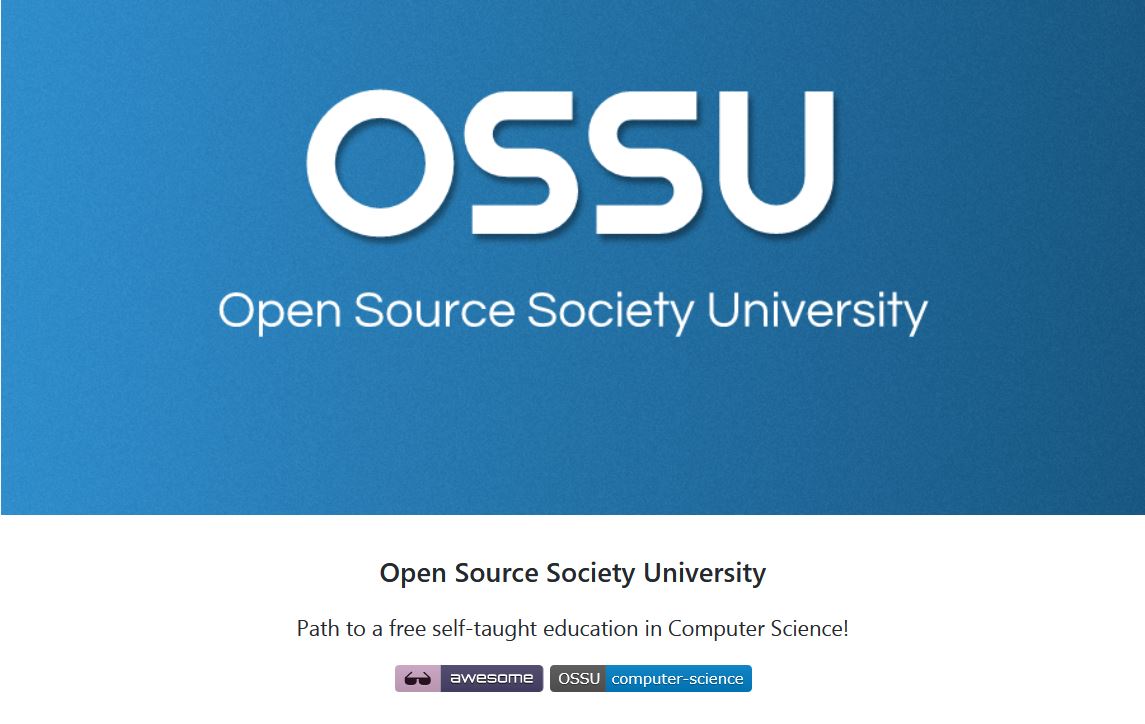 OSSU
Open Source Society University
Open Source Society University
Path to a free self-taught education in Computer Science!
awesome OSSU computer-science